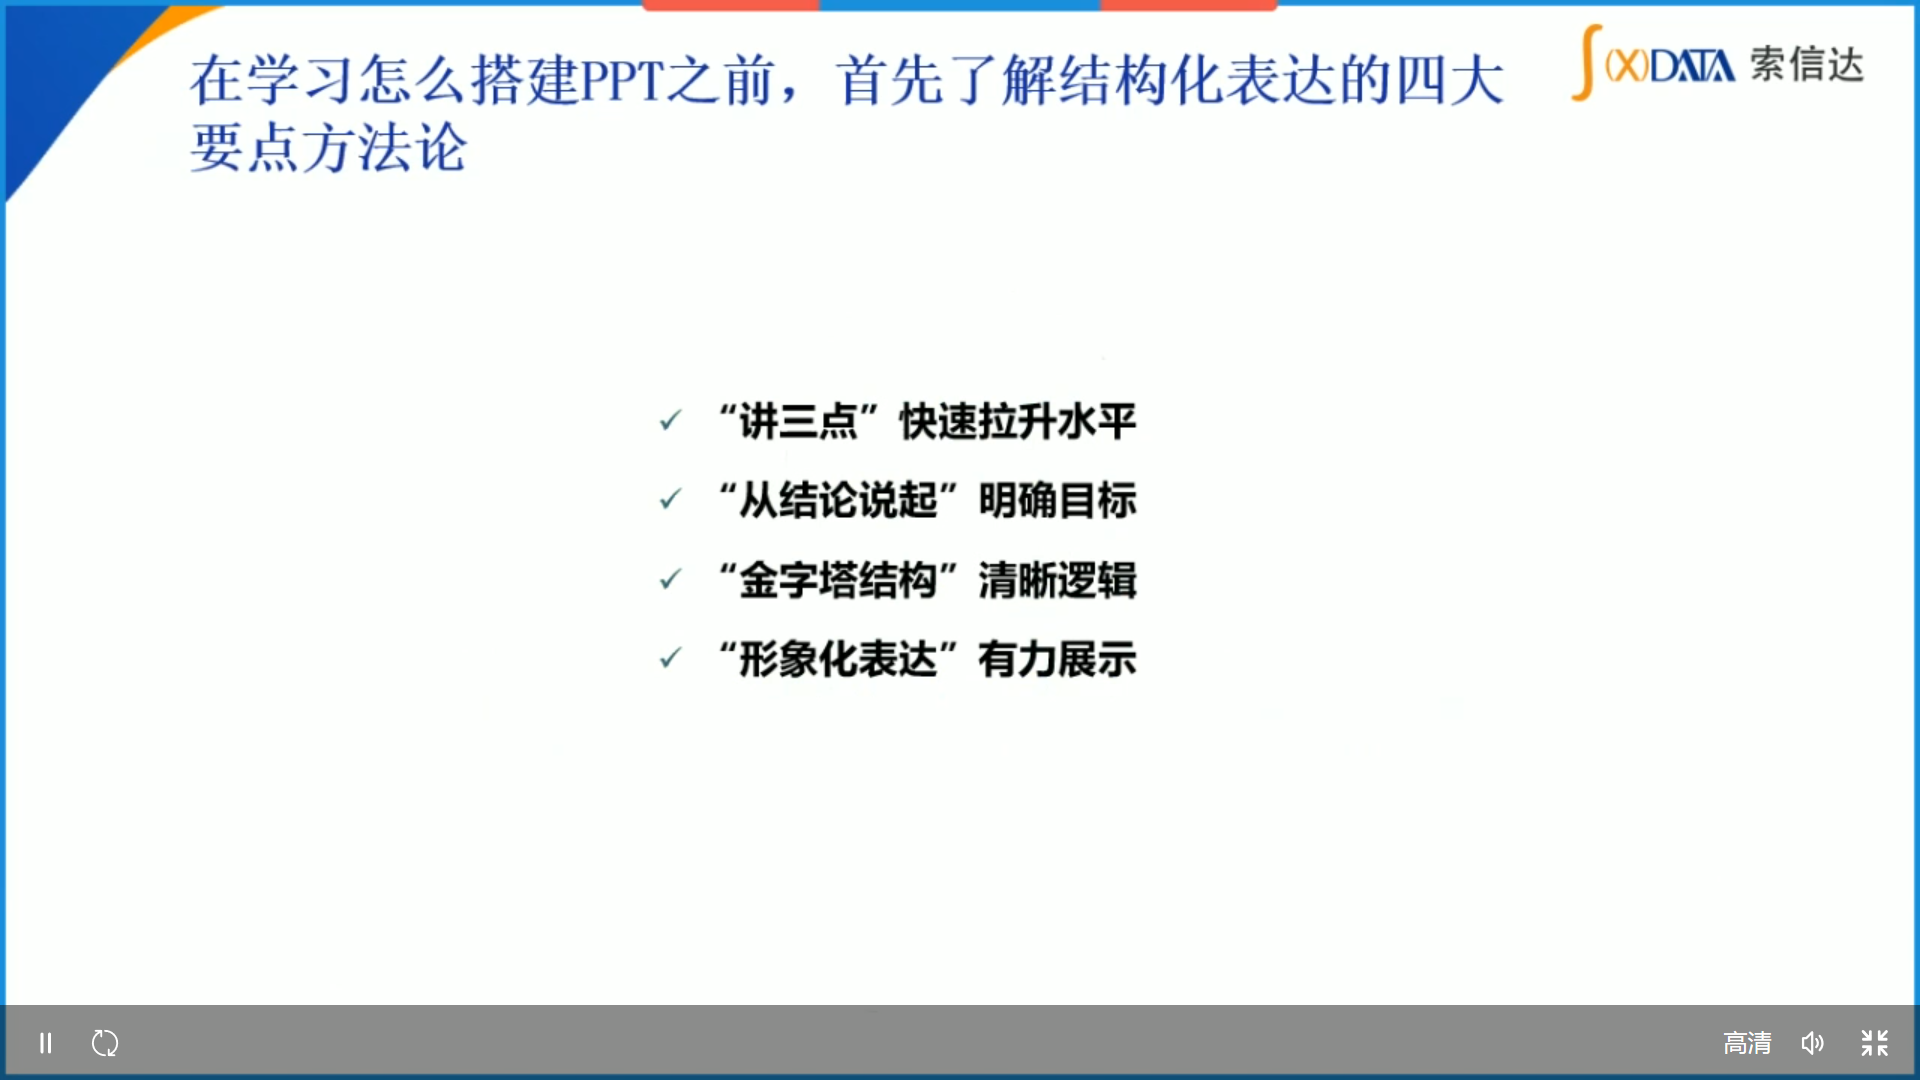 在学习怎么搭建PPT之前，首先了解结构化表达的四大
要点方法论
(X)DATA 索信达
“讲三点”快速拉升水平
“从结论说起”明确目标
“金字塔结构”清晰逻辑
“形象化表达”有力展示
高清